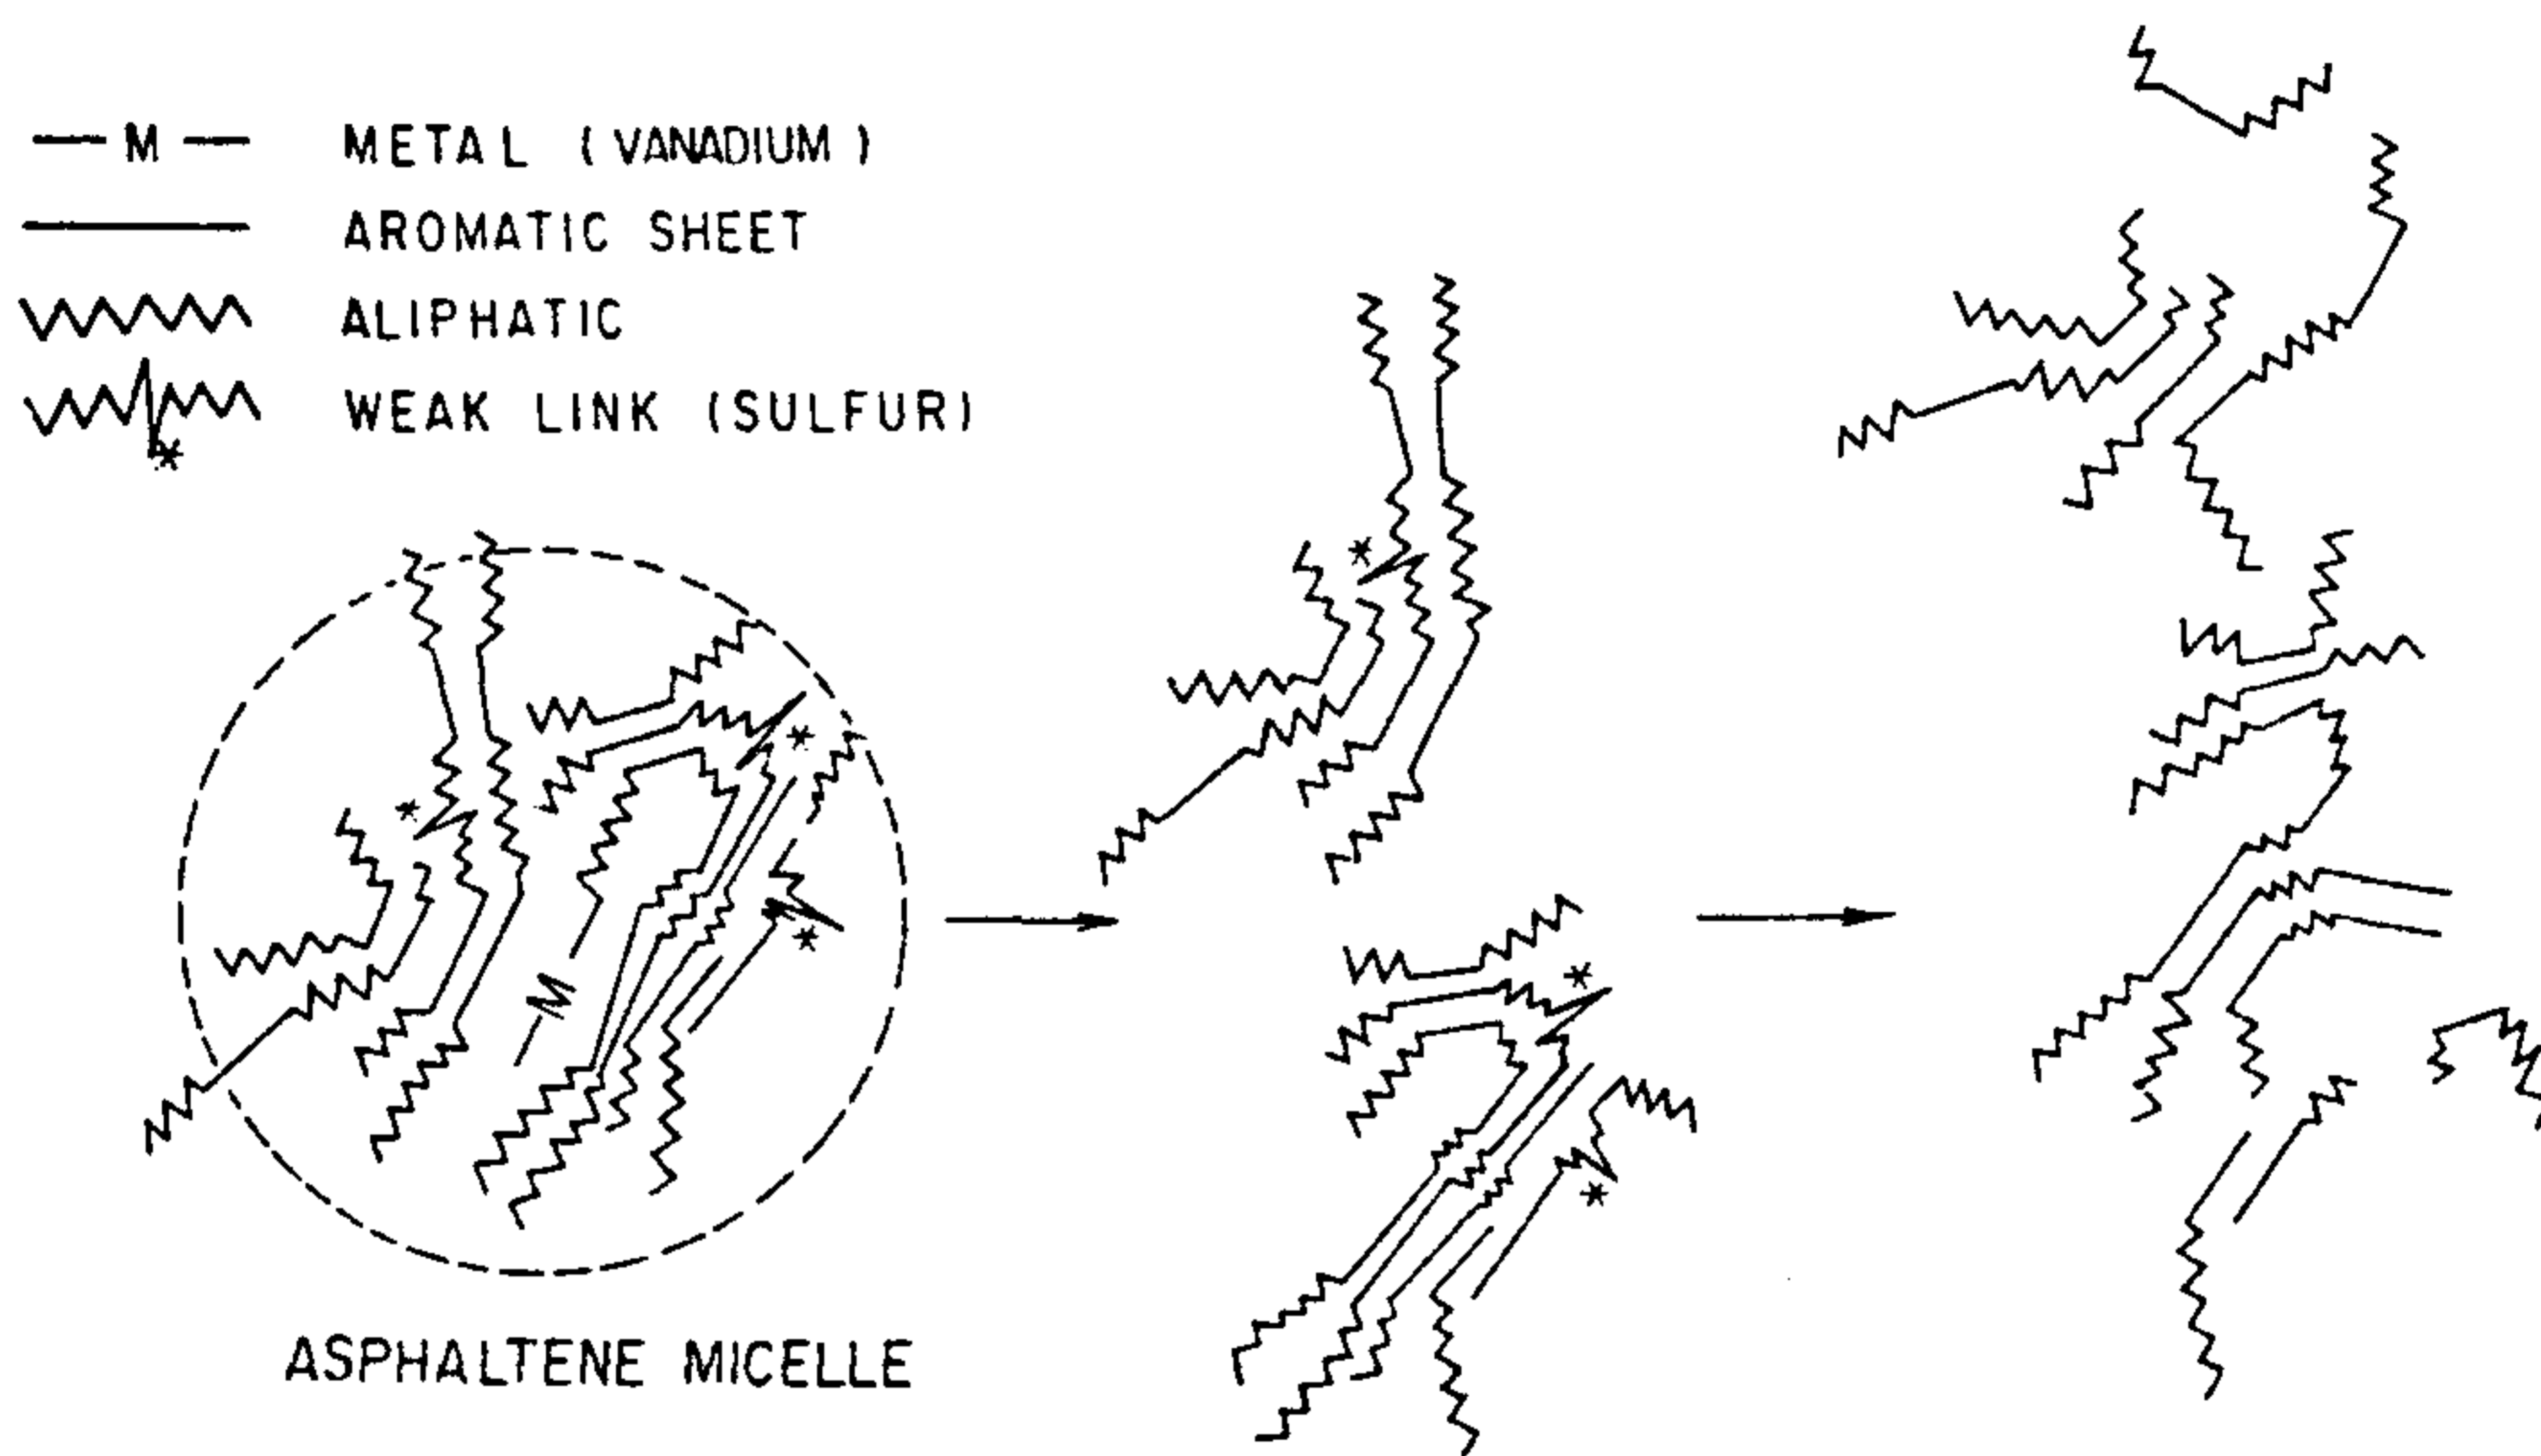 — M — METAL (VANADIUM)
AROMATIC SHEET
ALIPHATIC
* WEAK LINK (SULFUR)
*
*
*
M
*
*
*
ASPHALTENE MICELLE